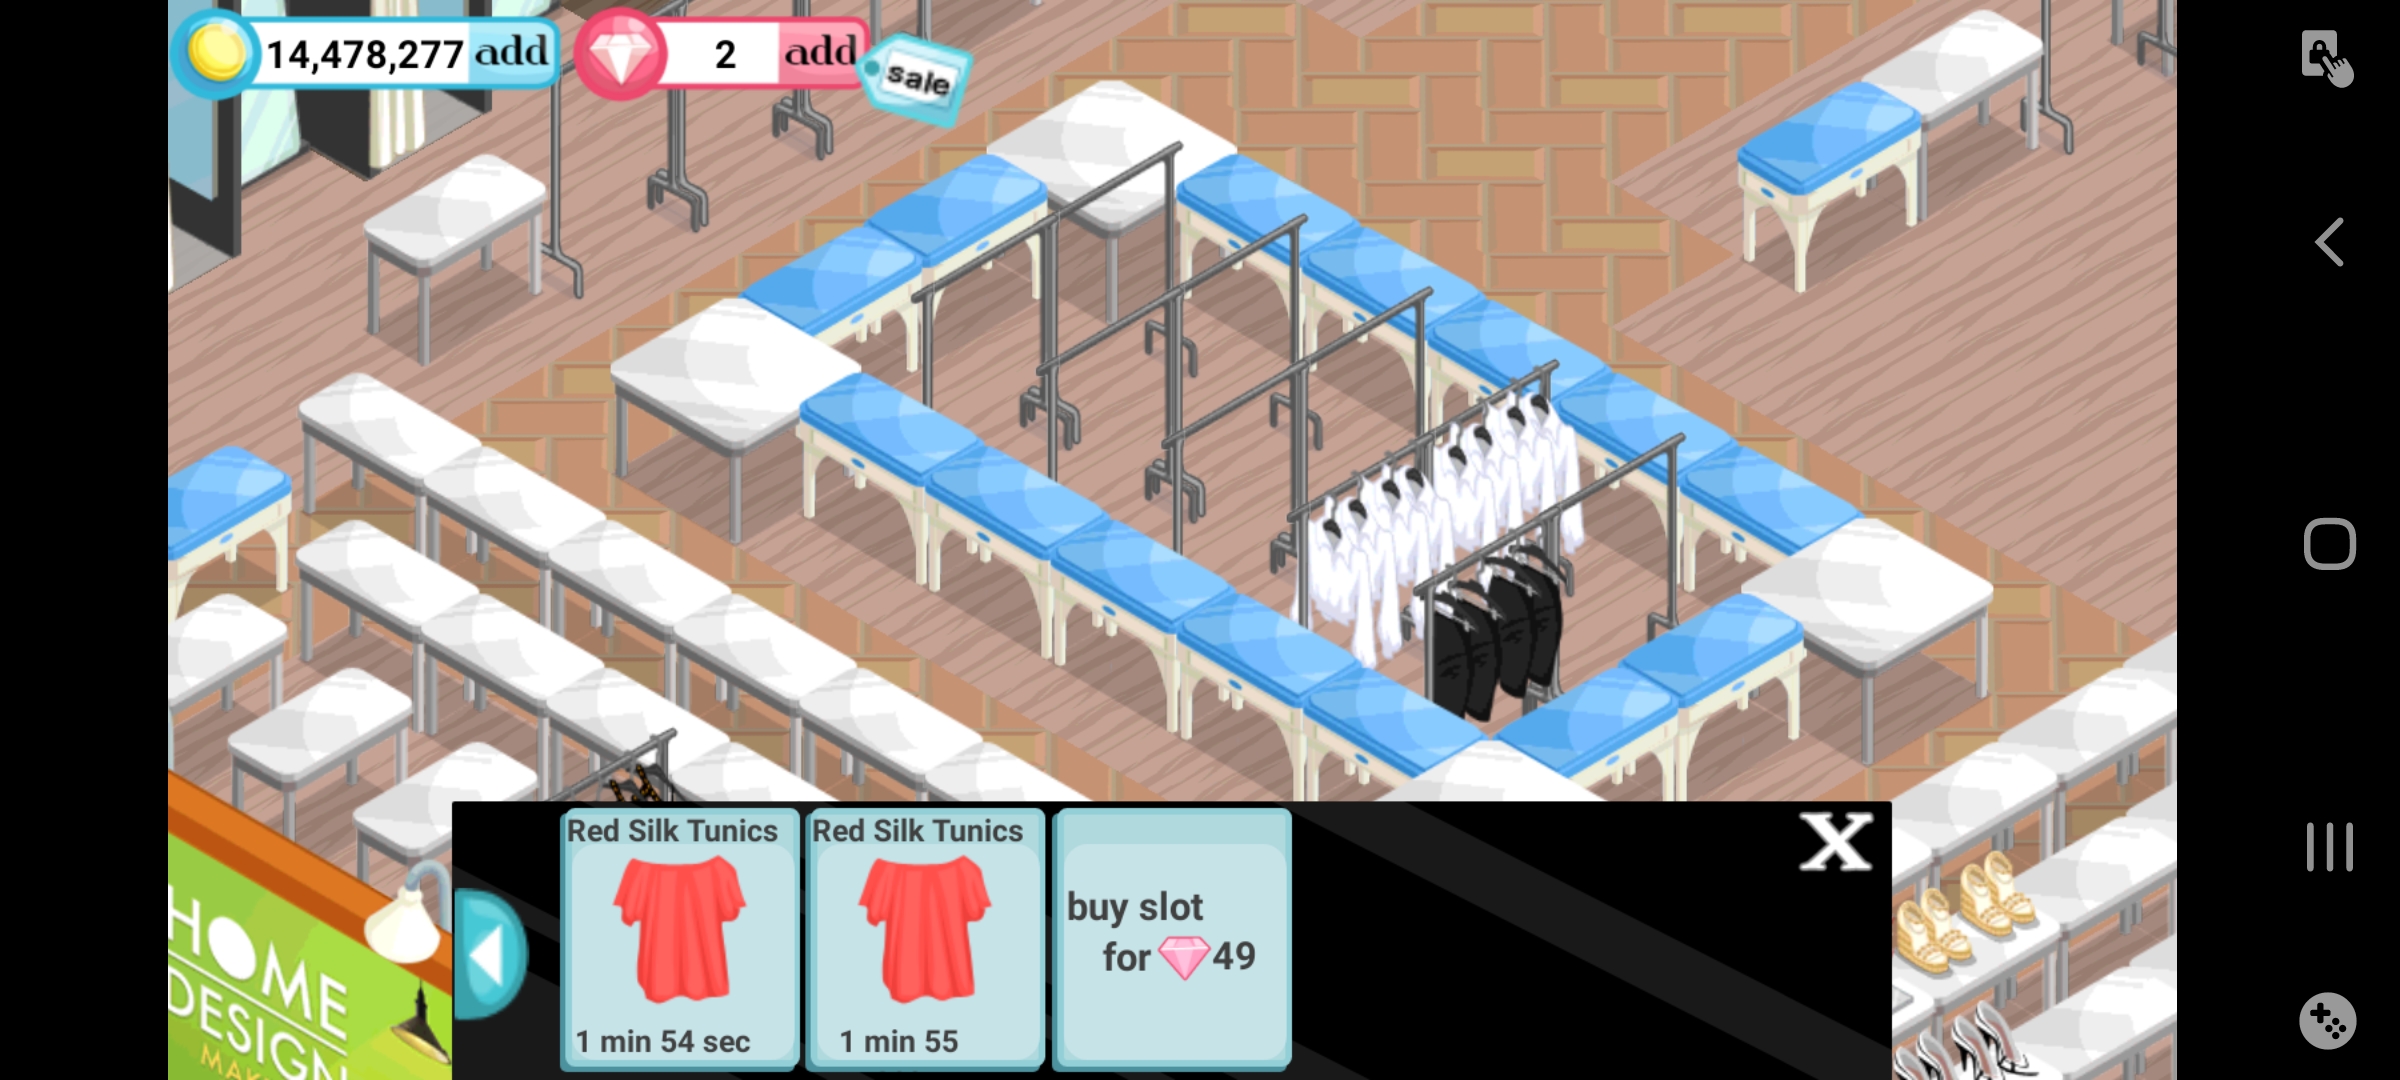 14,478,277 add
2 add
sale
Red Silk Tunics
1 min 54 sec
Red Silk Tunics
1 min 55
buy slot
for 49
X
HOME
DESIGN